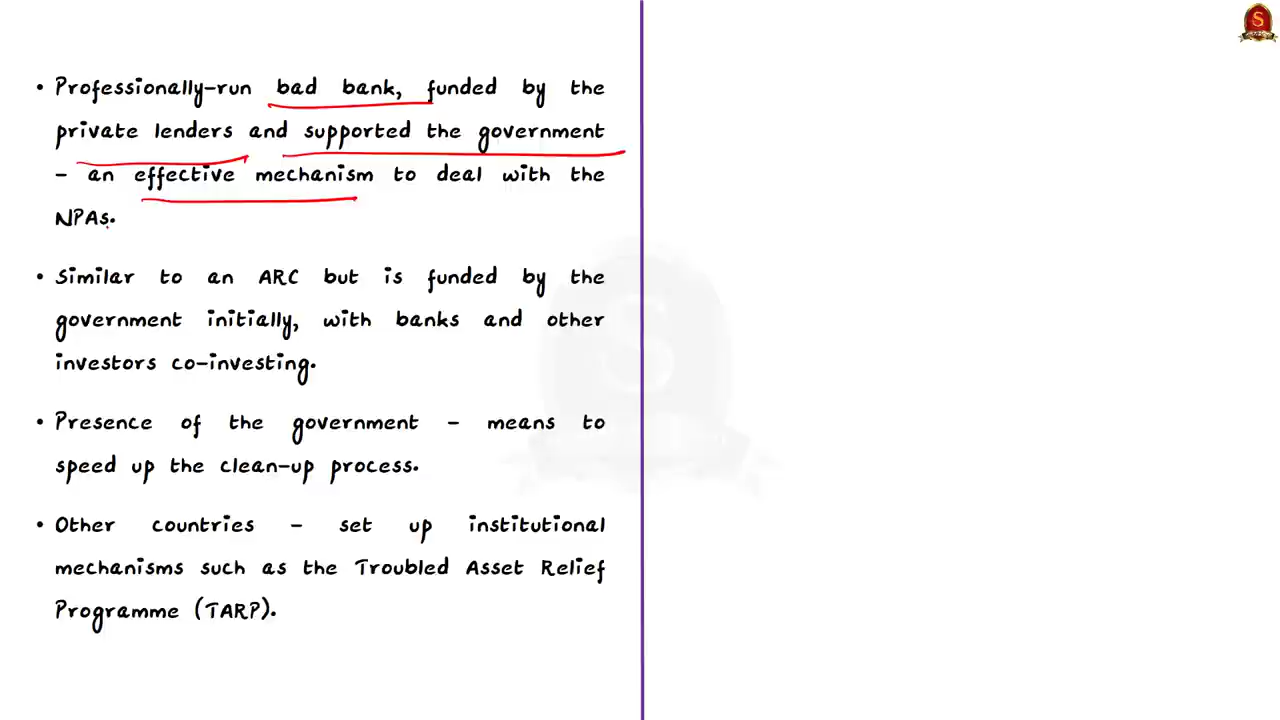 • Professionally-run bad bank, funded by the
private lenders and supported the government
- an effective mechanism to deal with the
NPAs.
• Similar to an ARC but is funded by the
government initially, with banks and other
investors co-investing.
• Presence of the government - means to
speed up the clean-up process.
• Other countries - set up institutional
mechanisms such as the Troubled Asset Relief
Programme (TARP).